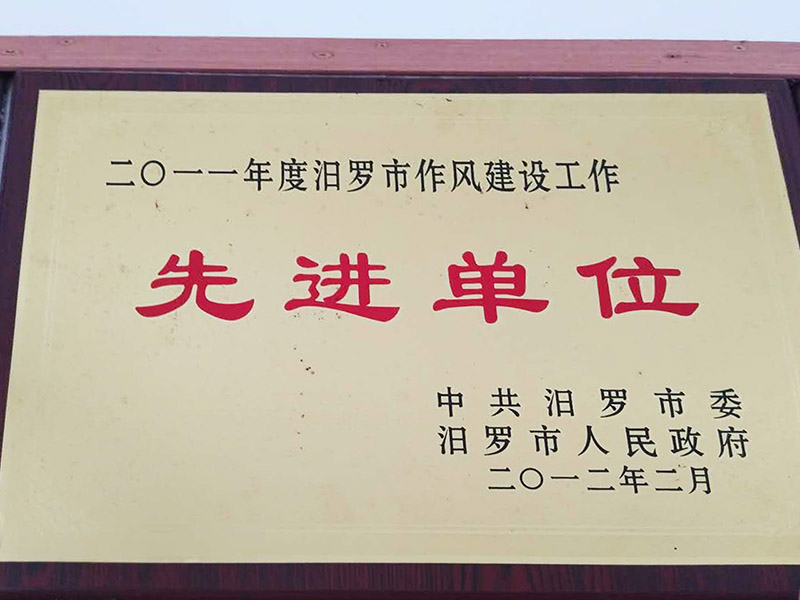 二〇一一年度汨罗市作风建设工作
先进单位
中共汨罗市委
汨罗市人民政府
二〇一二年二月